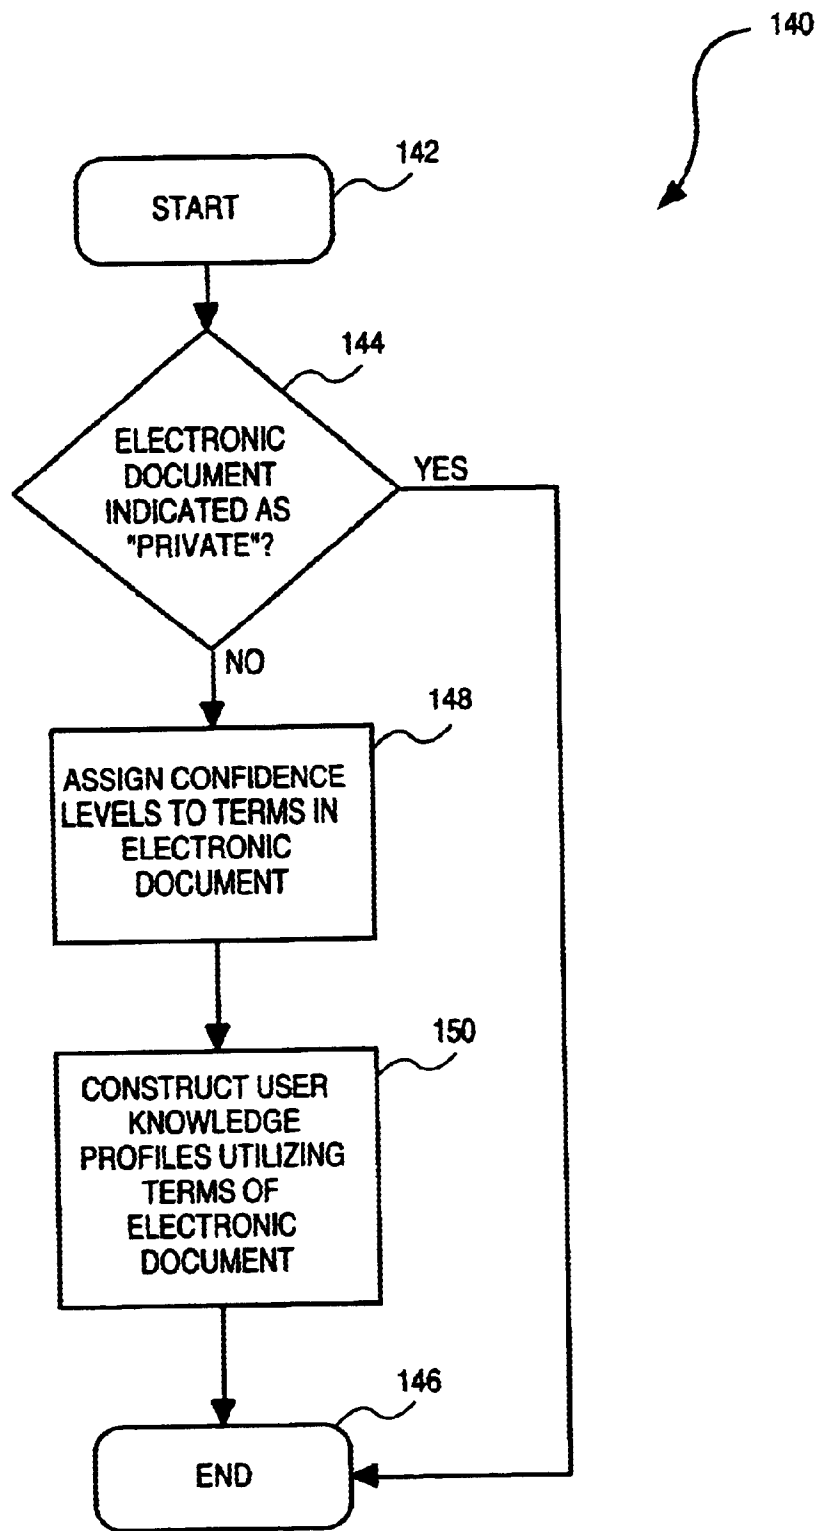 140
142
START
144
ELECTRONIC
DOCUMENT
INDICATED AS
"PRIVATE"?
YES
NO
148
ASSIGN CONFIDENCE
LEVELS TO TERMS IN
ELECTRONIC
DOCUMENT
150
CONSTRUCT USER
KNOWLEDGE
PROFILES UTILIZING
TERMS OF
ELECTRONIC
DOCUMENT
146
END